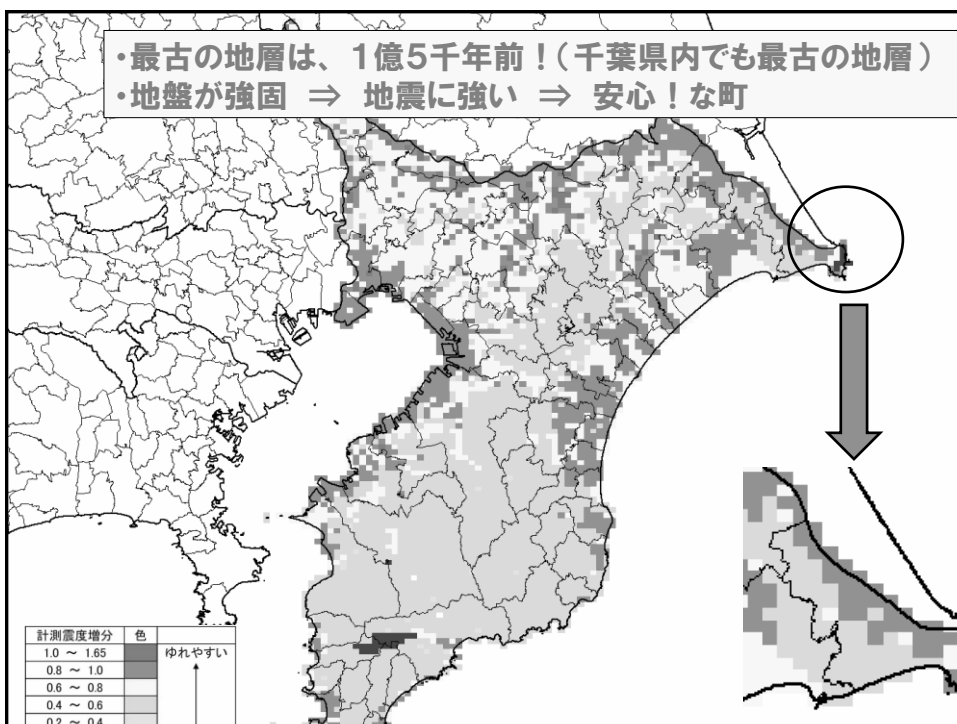 ・最古の地層は、1億5千年前!(千葉県内でも最古の地層)
・地盤が強固 ⇒ 地震に強い ⇒ 安心!な町
計測震度増分 色
1.0 ～ 1.65 ゆれやすい
0.8 ～ 1.0
0.6 ～ 0.8
0.4 ～ 0.6
0.2 ～ 0.4